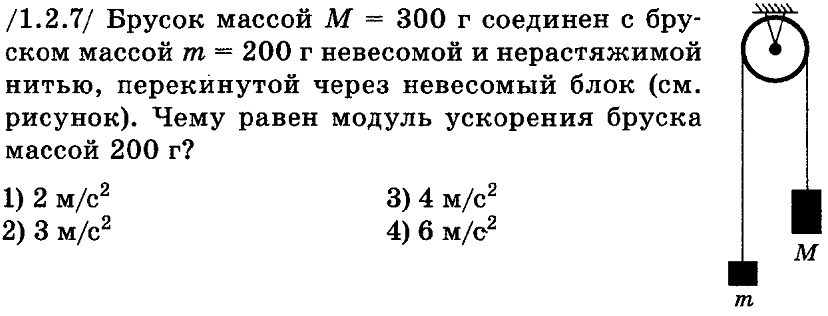 /1.2.7/ Брусок массой M = 300 г соединен с бру-
ском массой m = 200 г невесомой и нерастяжимой
нитью, перекинутой через невесомый блок (см.
рисунок). Чему равен модуль ускорения бруска
массой 200 г?
1) 2 м/с²
3) 4 м/с²
2) 3 м/с²
4) 6 м/с²
M
m